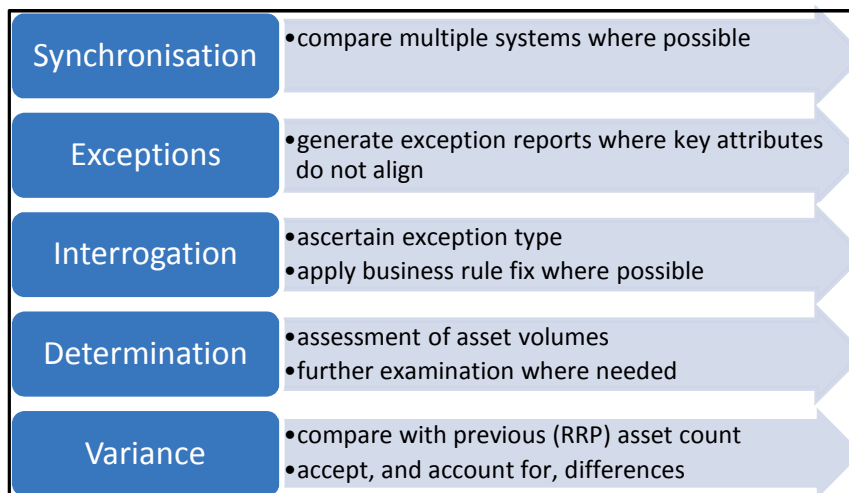 Synchronisation
•compare multiple systems where possible
Exceptions
•generate exception reports where key attributes
do not align
Interrogation
•ascertain exception type
•apply business rule fix where possible
Determination
•assessment of asset volumes
•further examination where needed
Variance
•compare with previous (RRP) asset count
•accept, and account for, differences